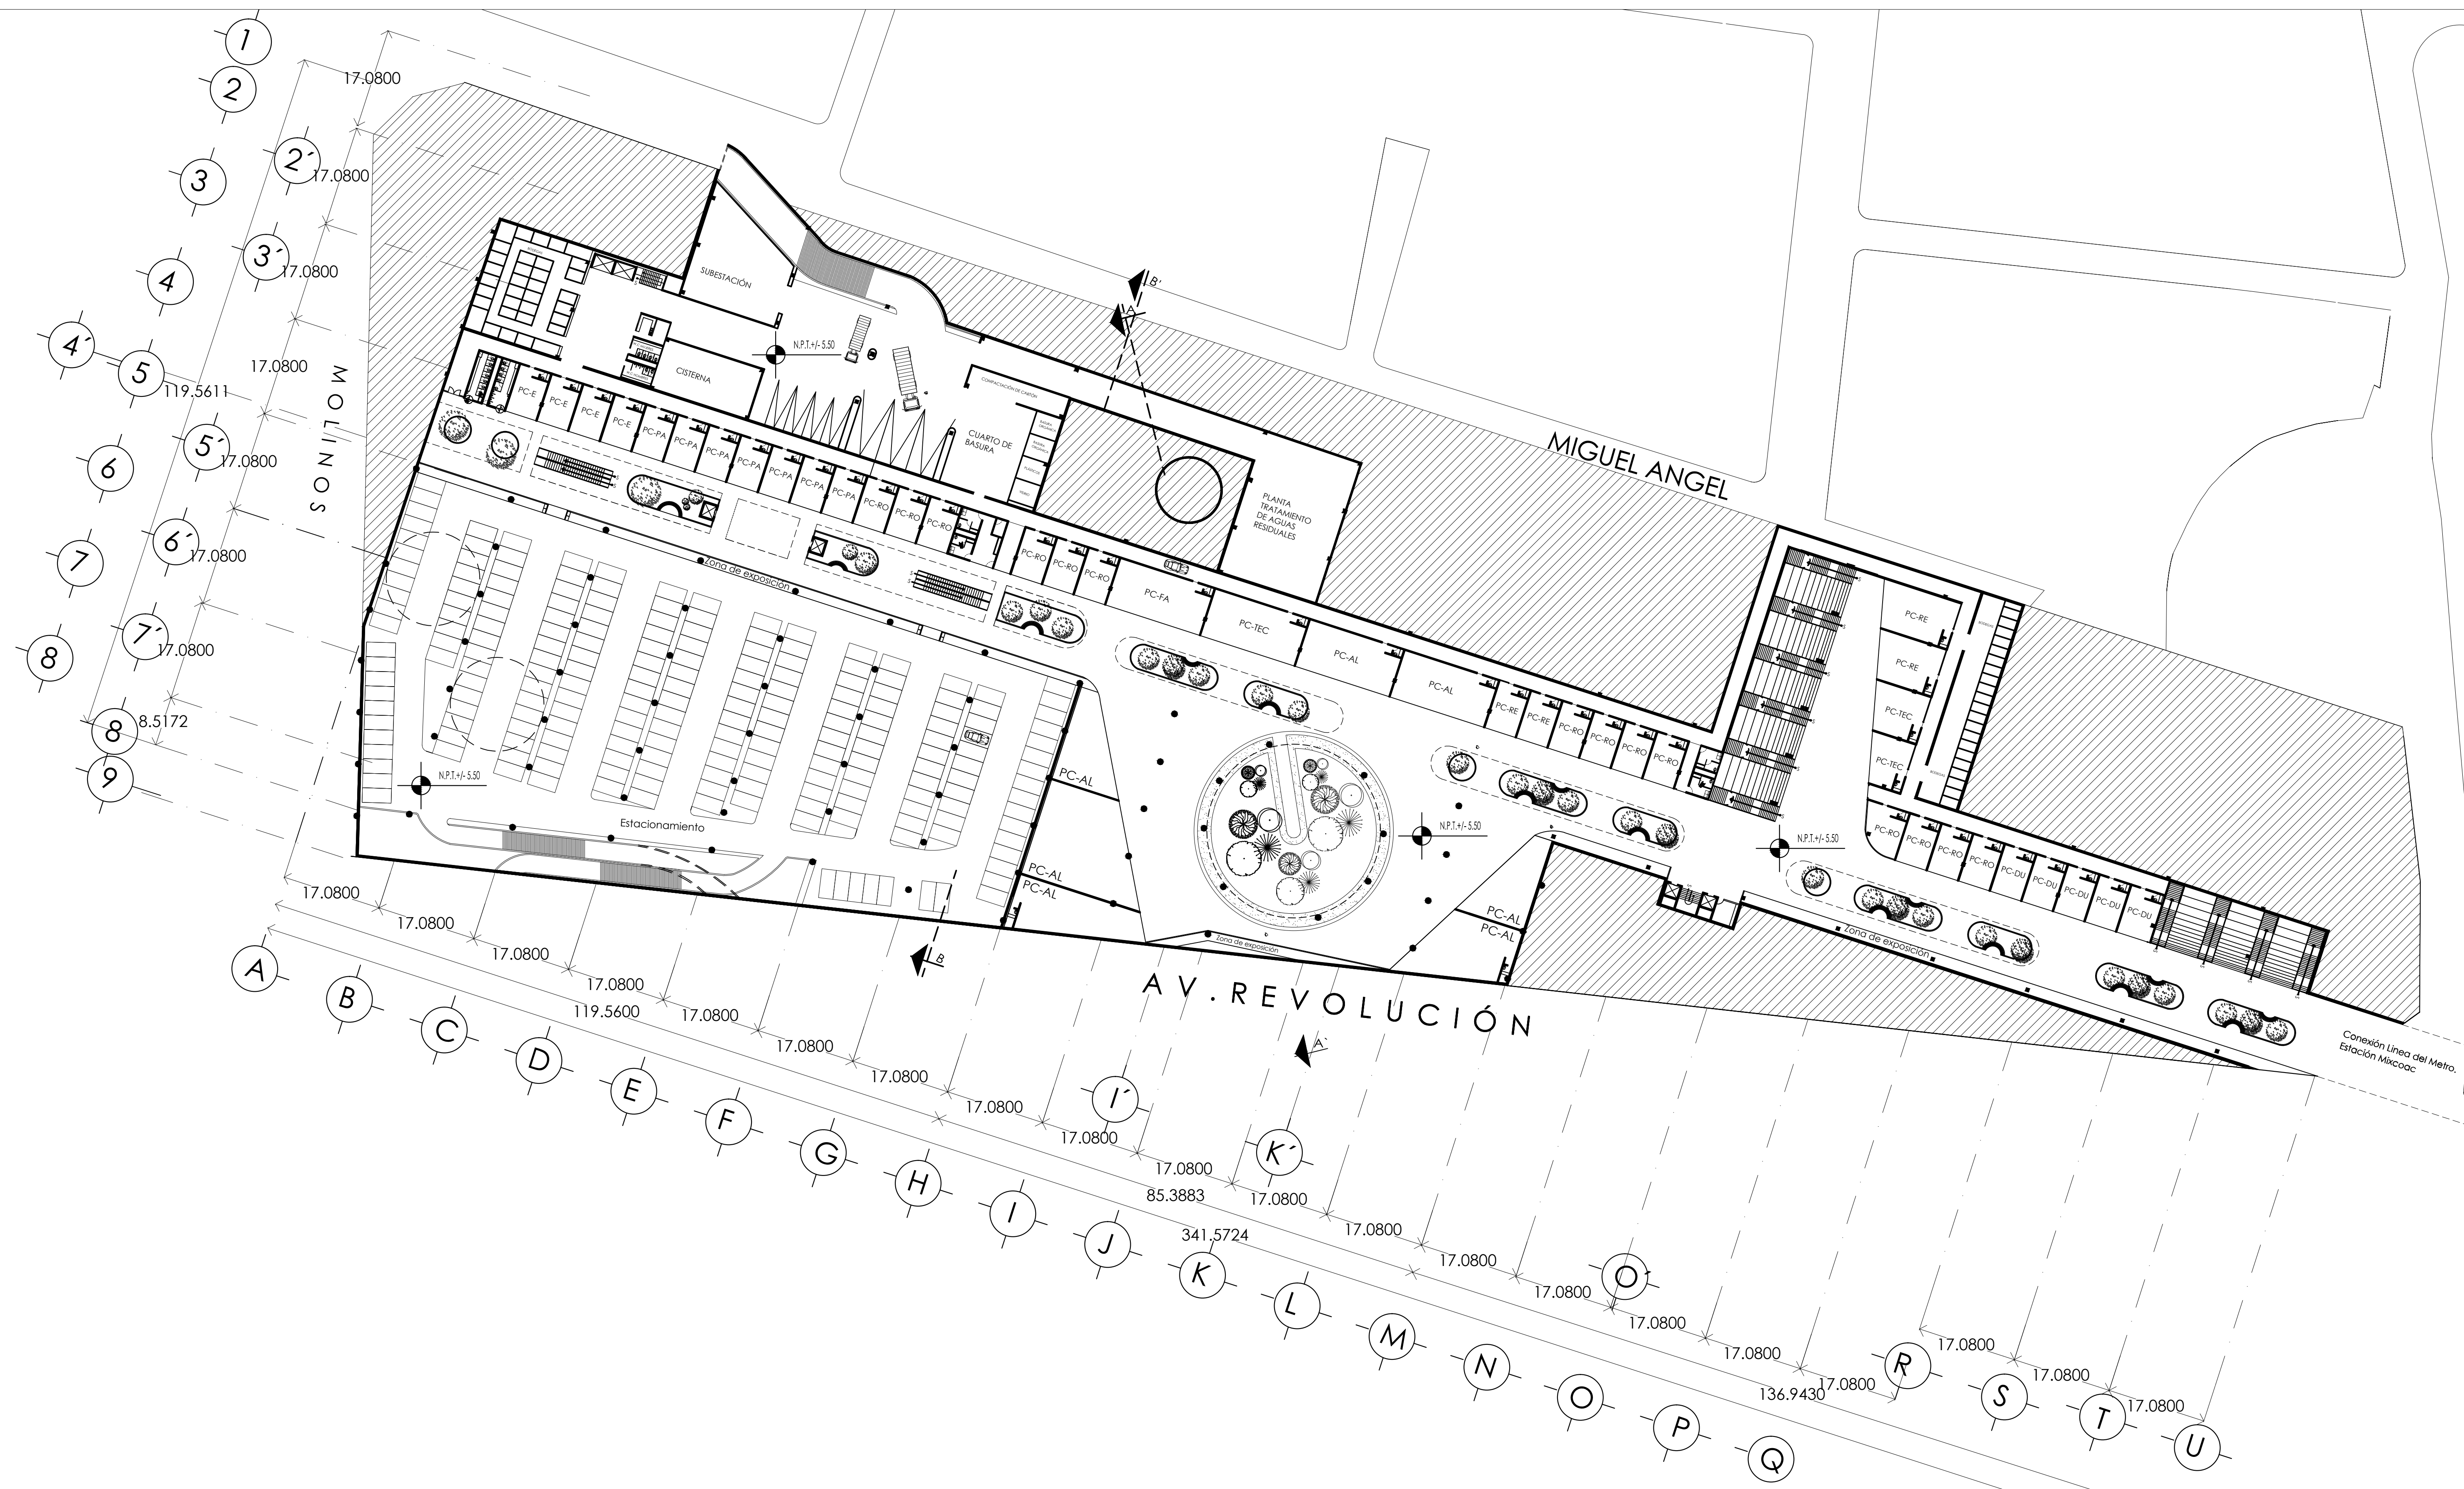 1
2
17.0800
2´
3
17.0800
3´
4
17.0800
4´
5
119.5611
17.0800
MOLINOS
5´
6
17.0800
6´
7
17.0800
7´
8
17.0800
8
8.5172
9
SUBESTACIÓN
N.P.T.+/- 5.50
CISTERNA
COMPACTACIÓN DE CARTÓN
CUARTO DE
BASURA
B'
A
MIGUEL ANGEL
PLANTA
TRATAMIENTO
DE AGUAS
RESIDUALES
PC-E
PC-E
PC-E
PC-E
PC-PA
PC-PA
PC-PA
PC-PA
PC-PA
PC-PA
PC-PA
PC-RO
PC-RO
PC-RO
PC-RO
PC-RO
PC-RO
PC-FA
PC-TEC
PC-AL
PC-AL
PC-RE
PC-RE
PC-RO
PC-RO
PC-RO
PC-RO
PC-RE
PC-RE
PC-TEC
PC-TEC
PC-RO
PC-RO
PC-RO
PC-RO
PC-DU
PC-DU
PC-DU
PC-DU
PC-DU
Zona de exposición
N.P.T.+/- 5.50
Estacionamiento
PC-AL
PC-AL
PC-AL
N.P.T.+/- 5.50
N.P.T.+/- 5.50
PC-AL
PC-AL
Zona de exposición
Zona de exposición
Conexión Linea del Metro.
Estación Mixcoac
B
AV.REVOLUCIÓN
A`
17.0800
17.0800
17.0800
17.0800
119.5600
17.0800
17.0800
17.0800
17.0800
17.0800
17.0800
85.3883
17.0800
341.5724
17.0800
17.0800
17.0800
17.0800
17.0800
136.9430
17.0800
17.0800
17.0800
17.0800
A
B
C
D
E
F
G
H
I
I´
J
K
K´
L
M
N
O
O´
P
Q
R
S
T
U